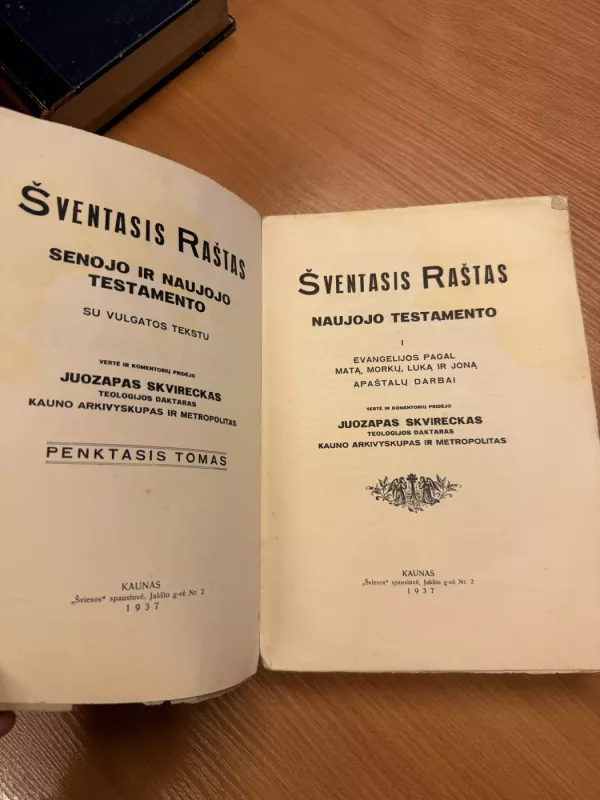 ŠVENTASIS RAŠTAS
SENOJO IR NAUJOJO
TESTAMENTO
SU VULGATOS TEKSTU
VERTĖ IR KOMENTORIŲ PRIDĖJO
JUOZAPAS SKVIRECKAS
TEOLOGIJOS DAKTARAS
KAUNO ARKIVYSKUPAS IR METROPOLITAS
PENKTASIS TOMAS
KAUNAS
„Šviesos“ spaustuvė, Jakšto g-vė Nr. 2
1937
ŠVENTASIS RAŠTAS
NAUJOJO TESTAMENTO
I
EVANGELIJOS PAGAL
MATĄ, MORKŲ, LUKĄ IR JONĄ
APAŠTALŲ DARBAI
VERTĖ IR KOMENTORIŲ PRIDĖJO
JUOZAPAS SKVIRECKAS
TEOLOGIJOS DAKTARAS
KAUNO ARKIVYSKUPAS IR METROPOLITAS
KAUNAS
„Šviesos“ spaustuvė, Jakšto g-vė Nr. 2
1937